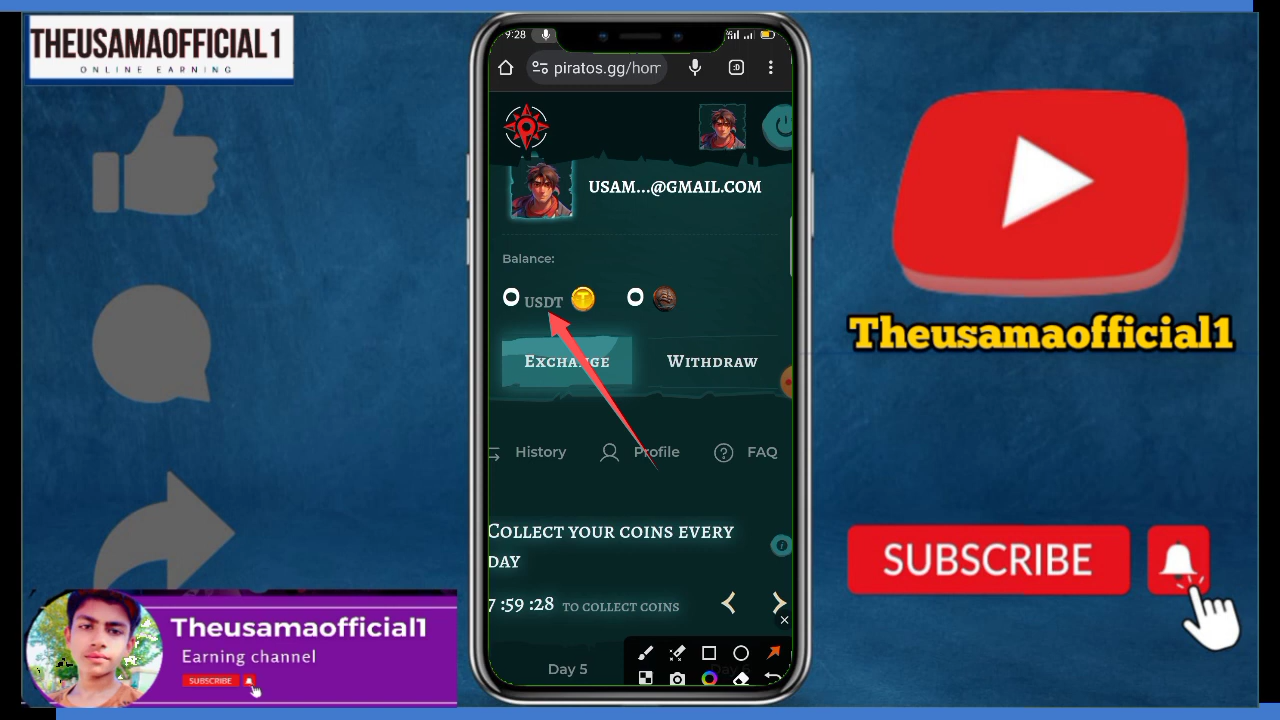 THEUSAMAOFFICIAL1
ONLINE EARNING
9:28
piratos.gg/hom
:D
USAM...@GMAIL.COM
Balance:
0 USDT 0
EXCHANGE WITHDRAW
History Profile FAQ
COLLECT YOUR COINS EVERY
DAY
7 :59 :28 TO COLLECT COINS
Day 5
Theusamaofficial1
SUBSCRIBE
Theusamaofficial1
Earning channel
SUBSCRIBE